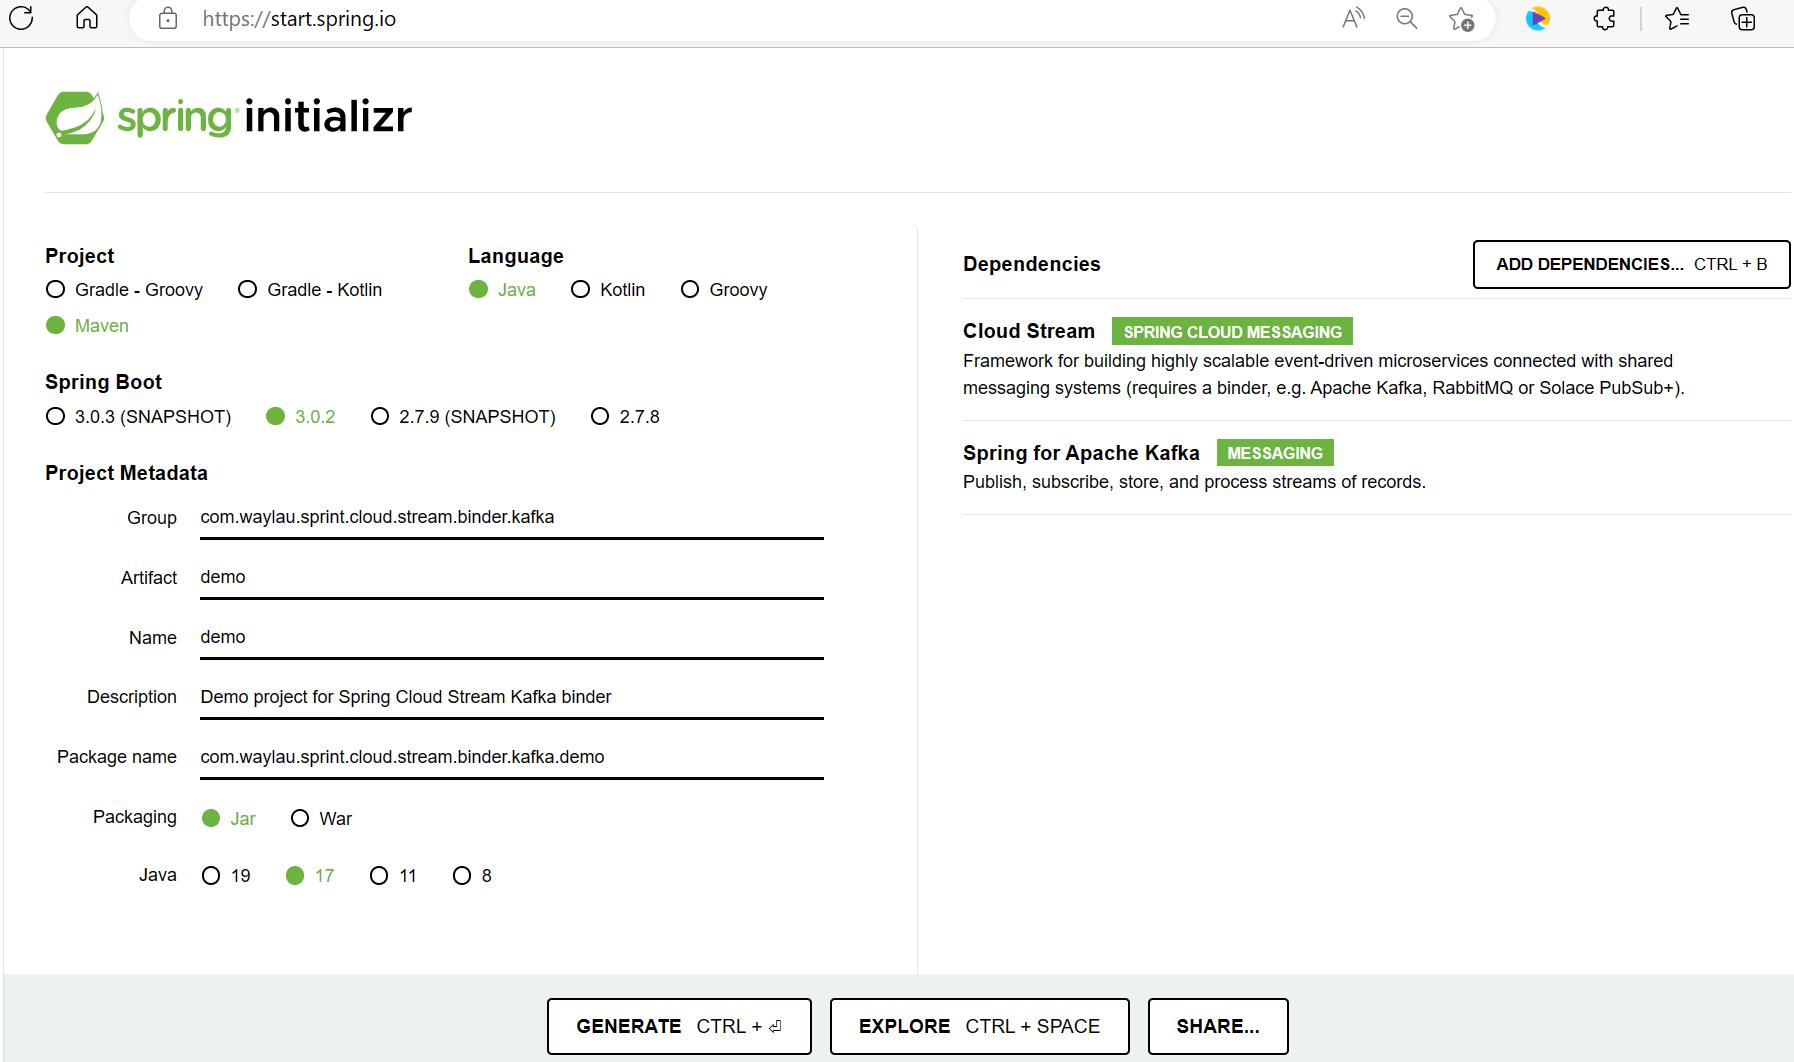 https://start.spring.io
spring initializr
Project
Gradle - Groovy Gradle - Kotlin
Maven
Language
Java Kotlin Groovy
Spring Boot
3.0.3 (SNAPSHOT) 3.0.2 2.7.9 (SNAPSHOT) 2.7.8
Project Metadata
Group com.waylau.sprint.cloud.stream.binder.kafka
Artifact demo
Name demo
Description Demo project for Spring Cloud Stream Kafka binder
Package name com.waylau.sprint.cloud.stream.binder.kafka.demo
Packaging Jar War
Java 19 17 11 8
Dependencies ADD DEPENDENCIES... CTRL + B
Cloud Stream SPRING CLOUD MESSAGING
Framework for building highly scalable event-driven microservices connected with shared
messaging systems (requires a binder, e.g. Apache Kafka, RabbitMQ or Solace PubSub+).
Spring for Apache Kafka MESSAGING
Publish, subscribe, store, and process streams of records.
GENERATE CTRL + ⏎ EXPLORE CTRL + SPACE SHARE...